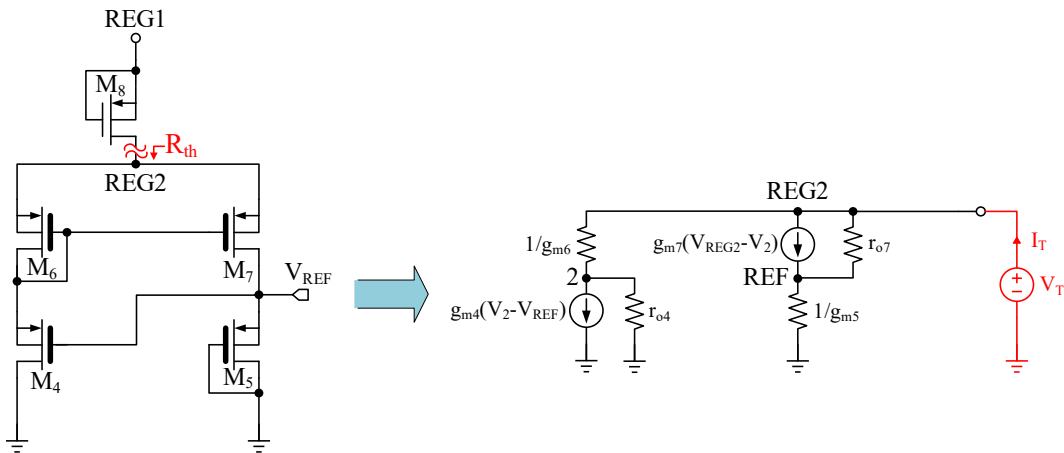 REG1
M8
Rth
REG2
M6
M7
VREF
M4
M5
REG2
1/gm6
gm7(VREG2-V2)
ro7
IT
2
REF
VT
gm4(V2-VREF)
ro4
1/gm5